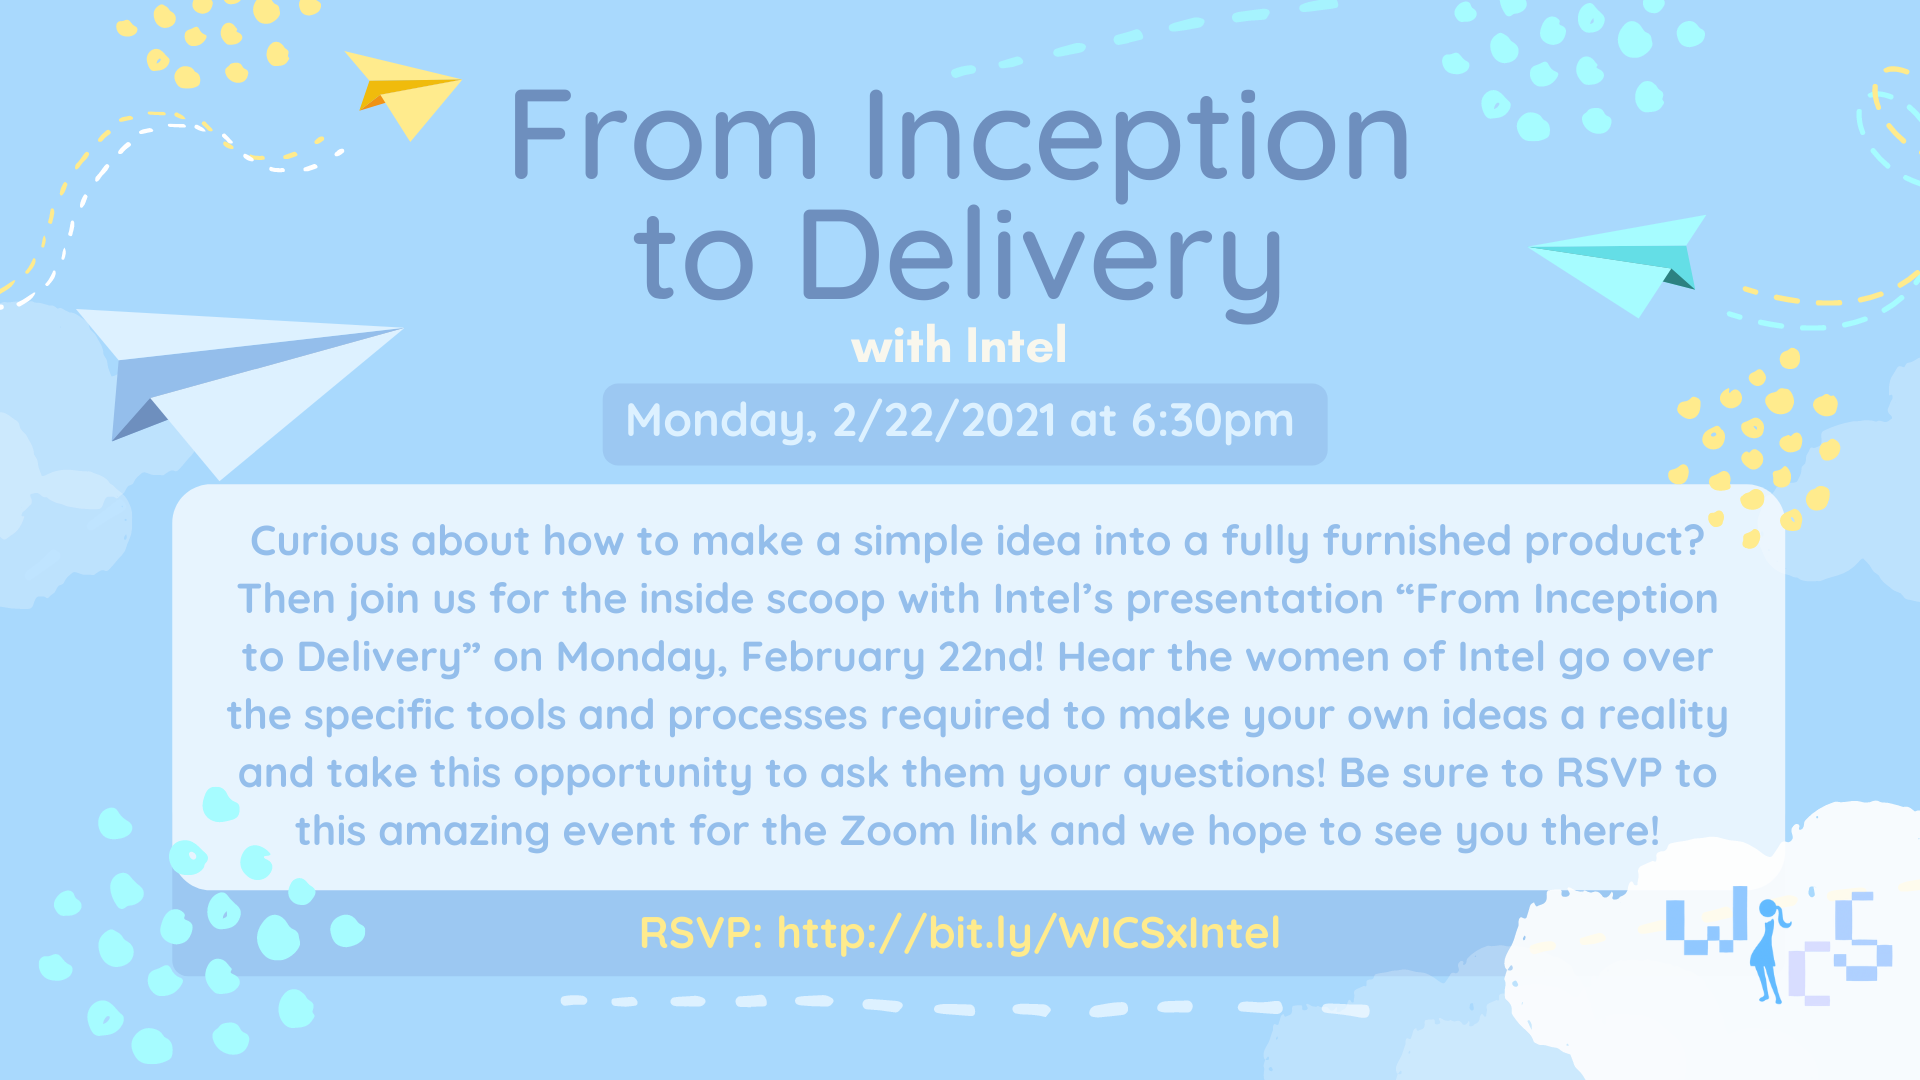 From Inception
to Delivery
with Intel
Monday, 2/22/2021 at 6:30pm
Curious about how to make a simple idea into a fully furnished product?
Then join us for the inside scoop with Intel’s presentation “From Inception
to Delivery” on Monday, February 22nd! Hear the women of Intel go over
the specific tools and processes required to make your own ideas a reality
and take this opportunity to ask them your questions! Be sure to RSVP to
this amazing event for the Zoom link and we hope to see you there!
RSVP: http://bit.ly/WICSxIntel
WiCS